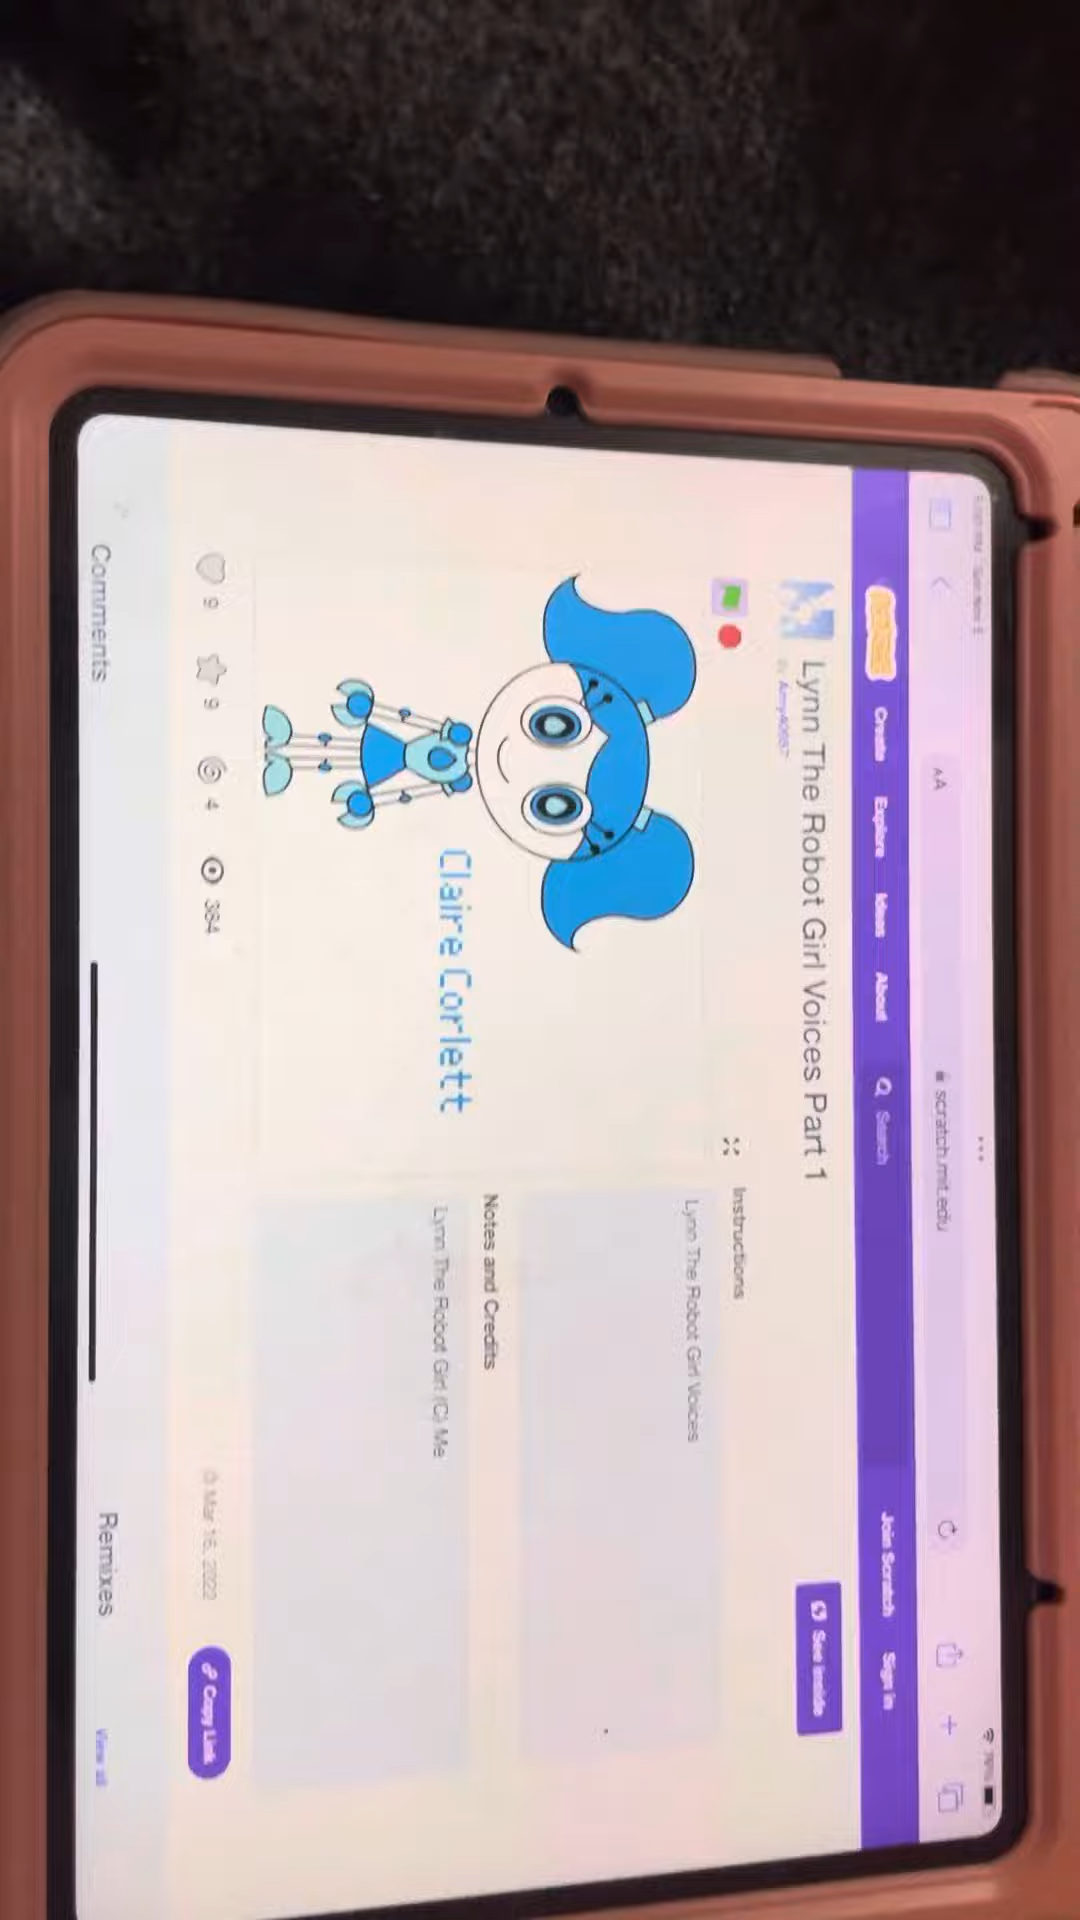 scratch.mit.edu
AA
Create Explore Ideas About Search Join Scratch Sign in
Lynn The Robot Girl Voices Part 1
See inside
Instructions
Lynn The Robot Girl Voices
Claire Corlett
Notes and Credits
Lynn The Robot Girl (C) Me
9 9 4 384
© Mar 16, 2022
Copy Link
Comments
Remixes
View all